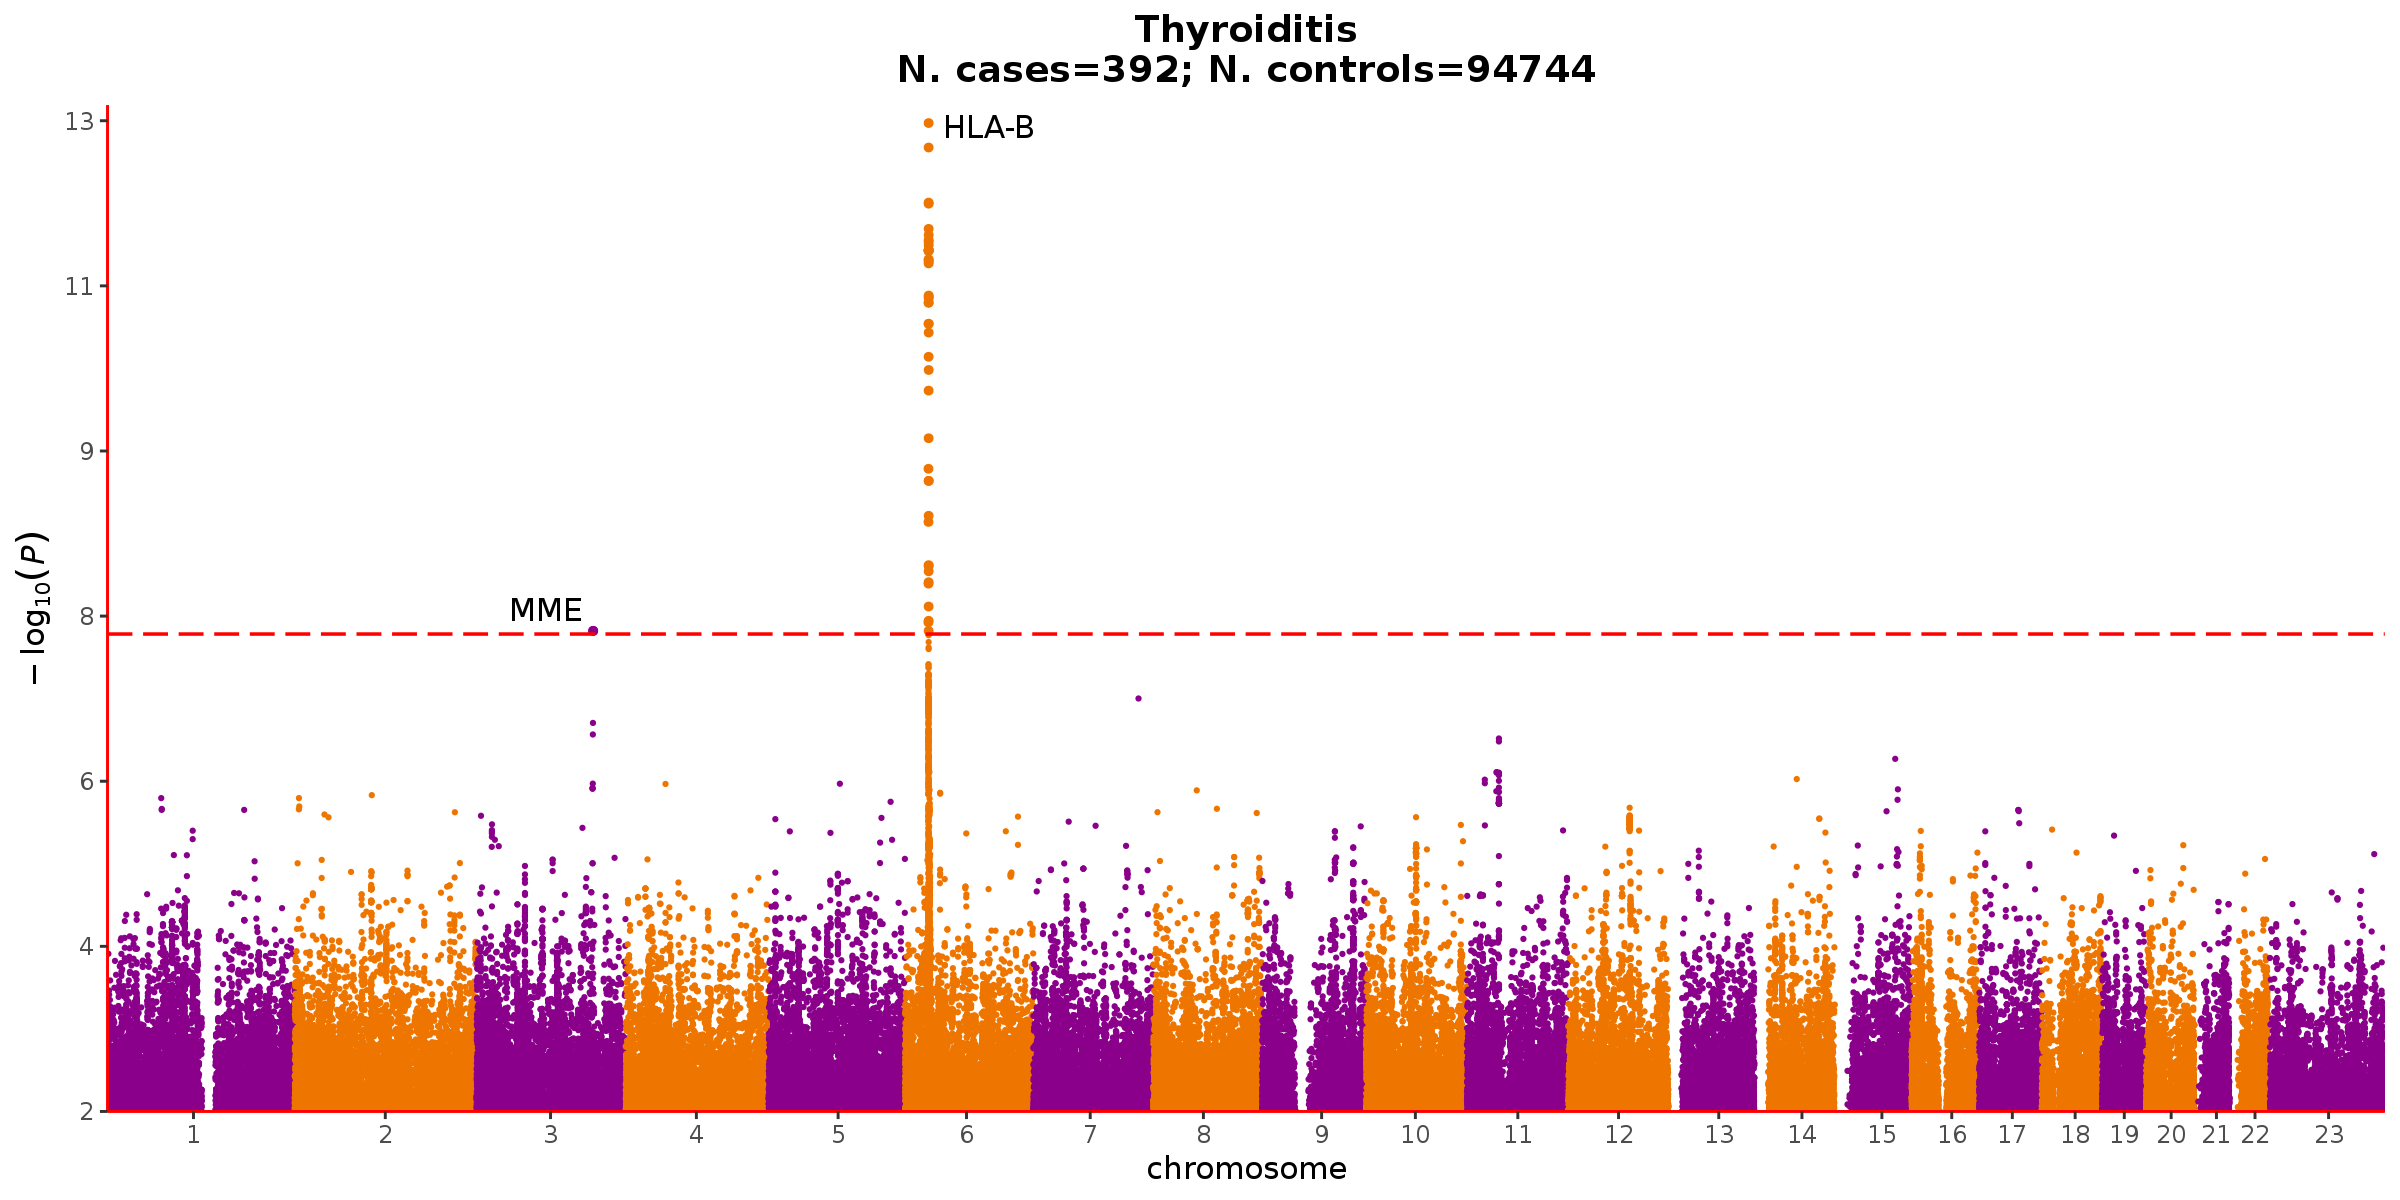 Thyroiditis
N. cases=392; N. controls=94744
13
HLA-B
11
9
MME
8
6
4
2
− log₁₀(P)
1 2 3 4 5 6 7 8 9 10 11 12 13 14 15 16 17 18 19 20 21 22 23
chromosome